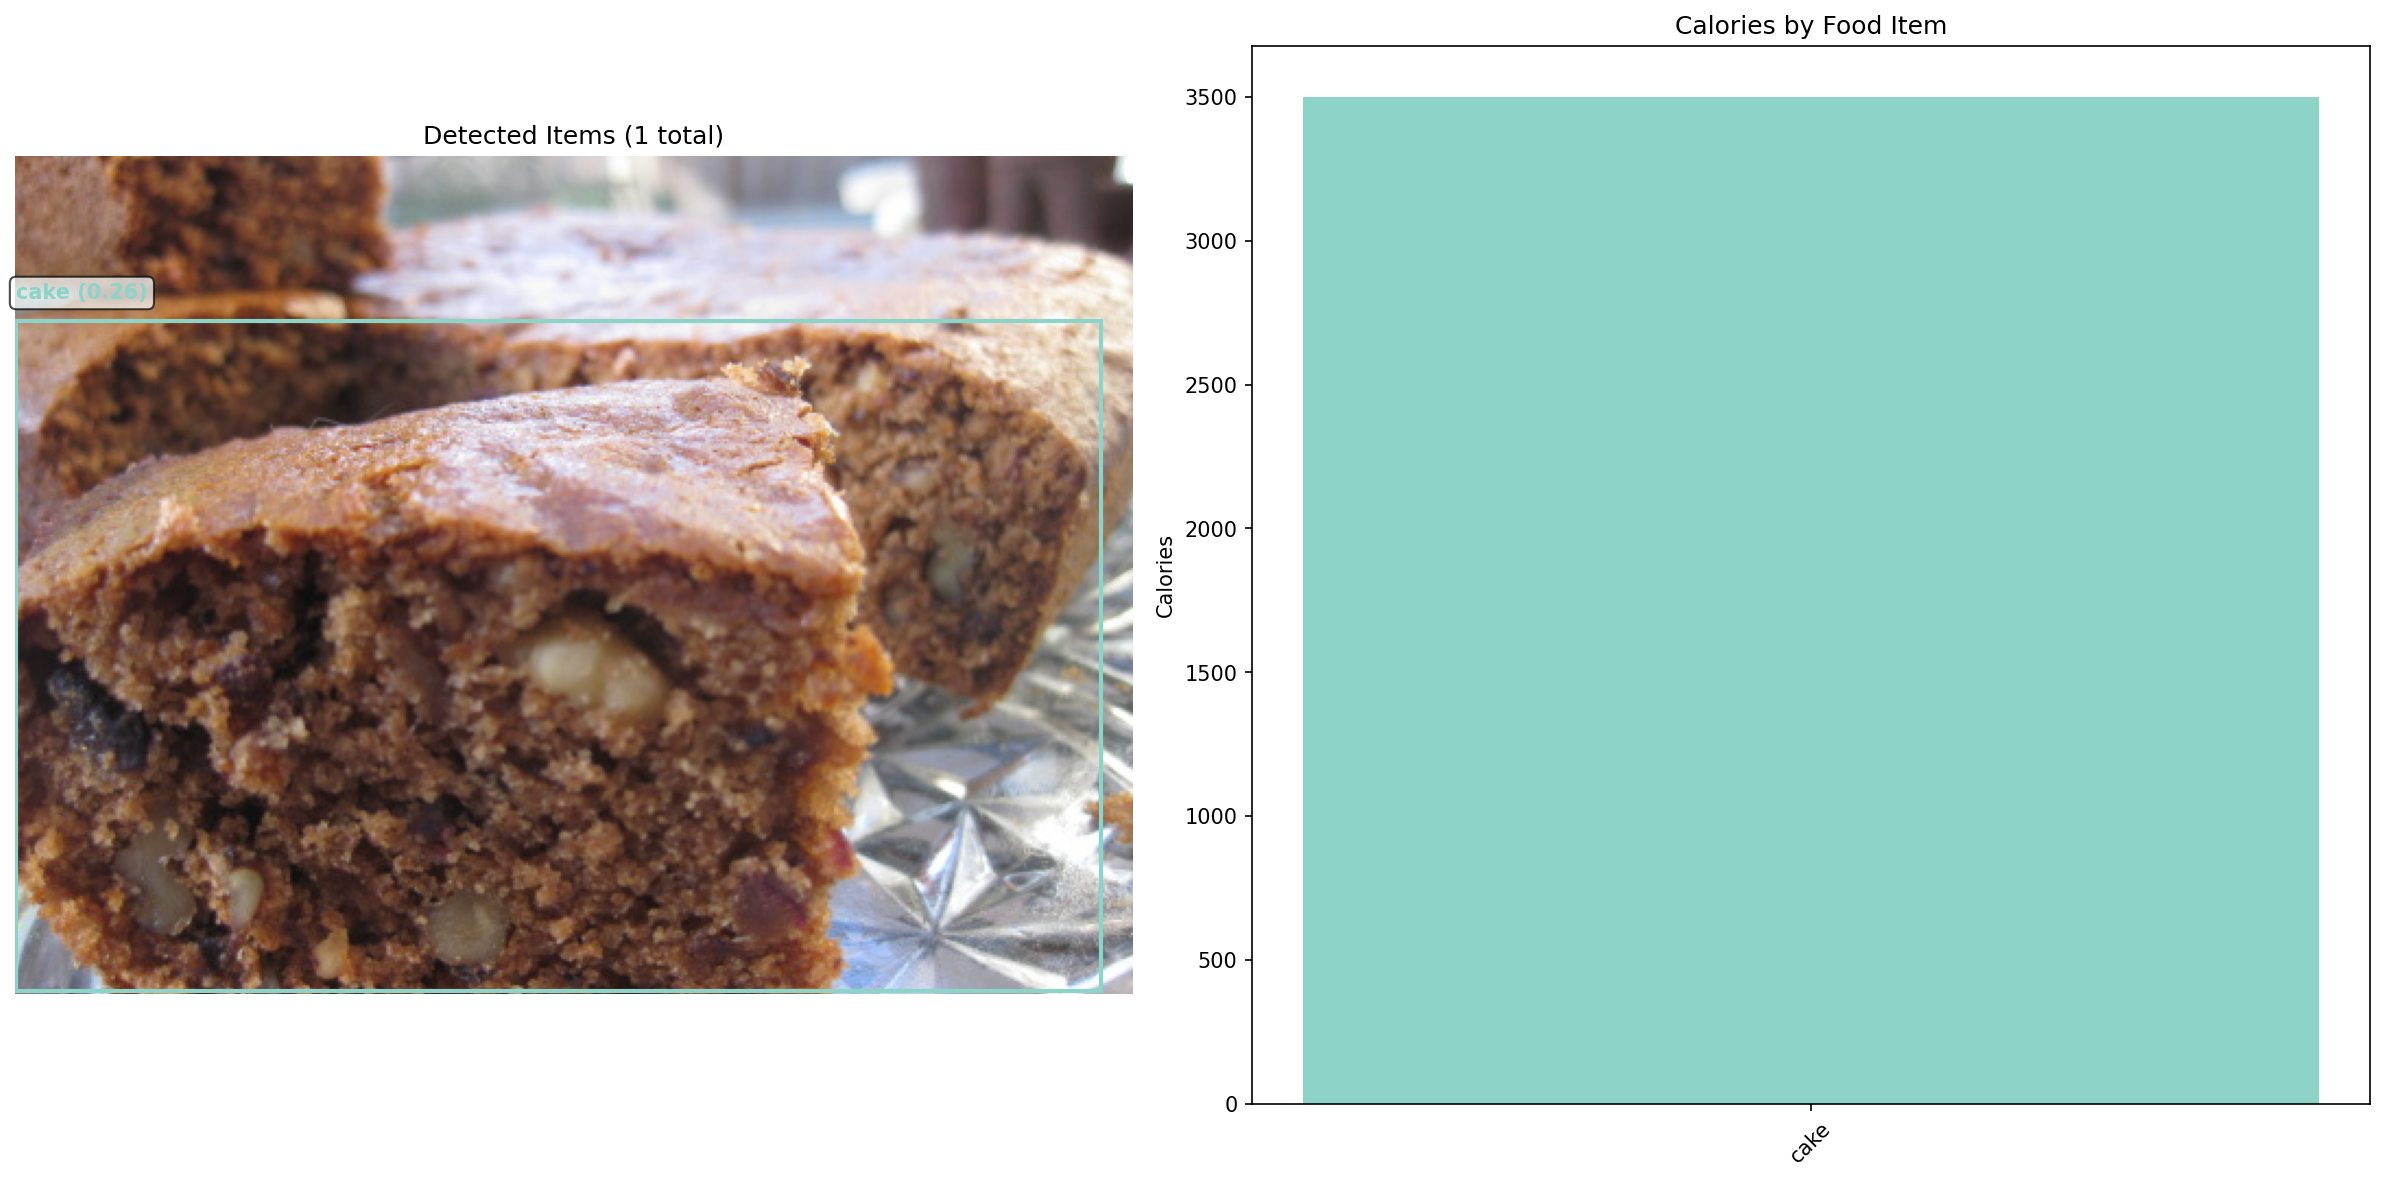 Detected Items (1 total)
cake (0.26)
Calories by Food Item
Calories
3500
3000
2500
2000
1500
1000
500
0
cake